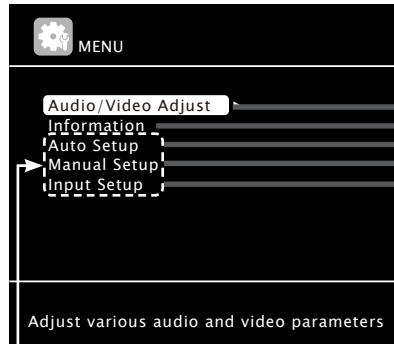 MENU
Audio/Video Adjust
Information
Auto Setup
Manual Setup
Input Setup
Adjust various audio and video parameters